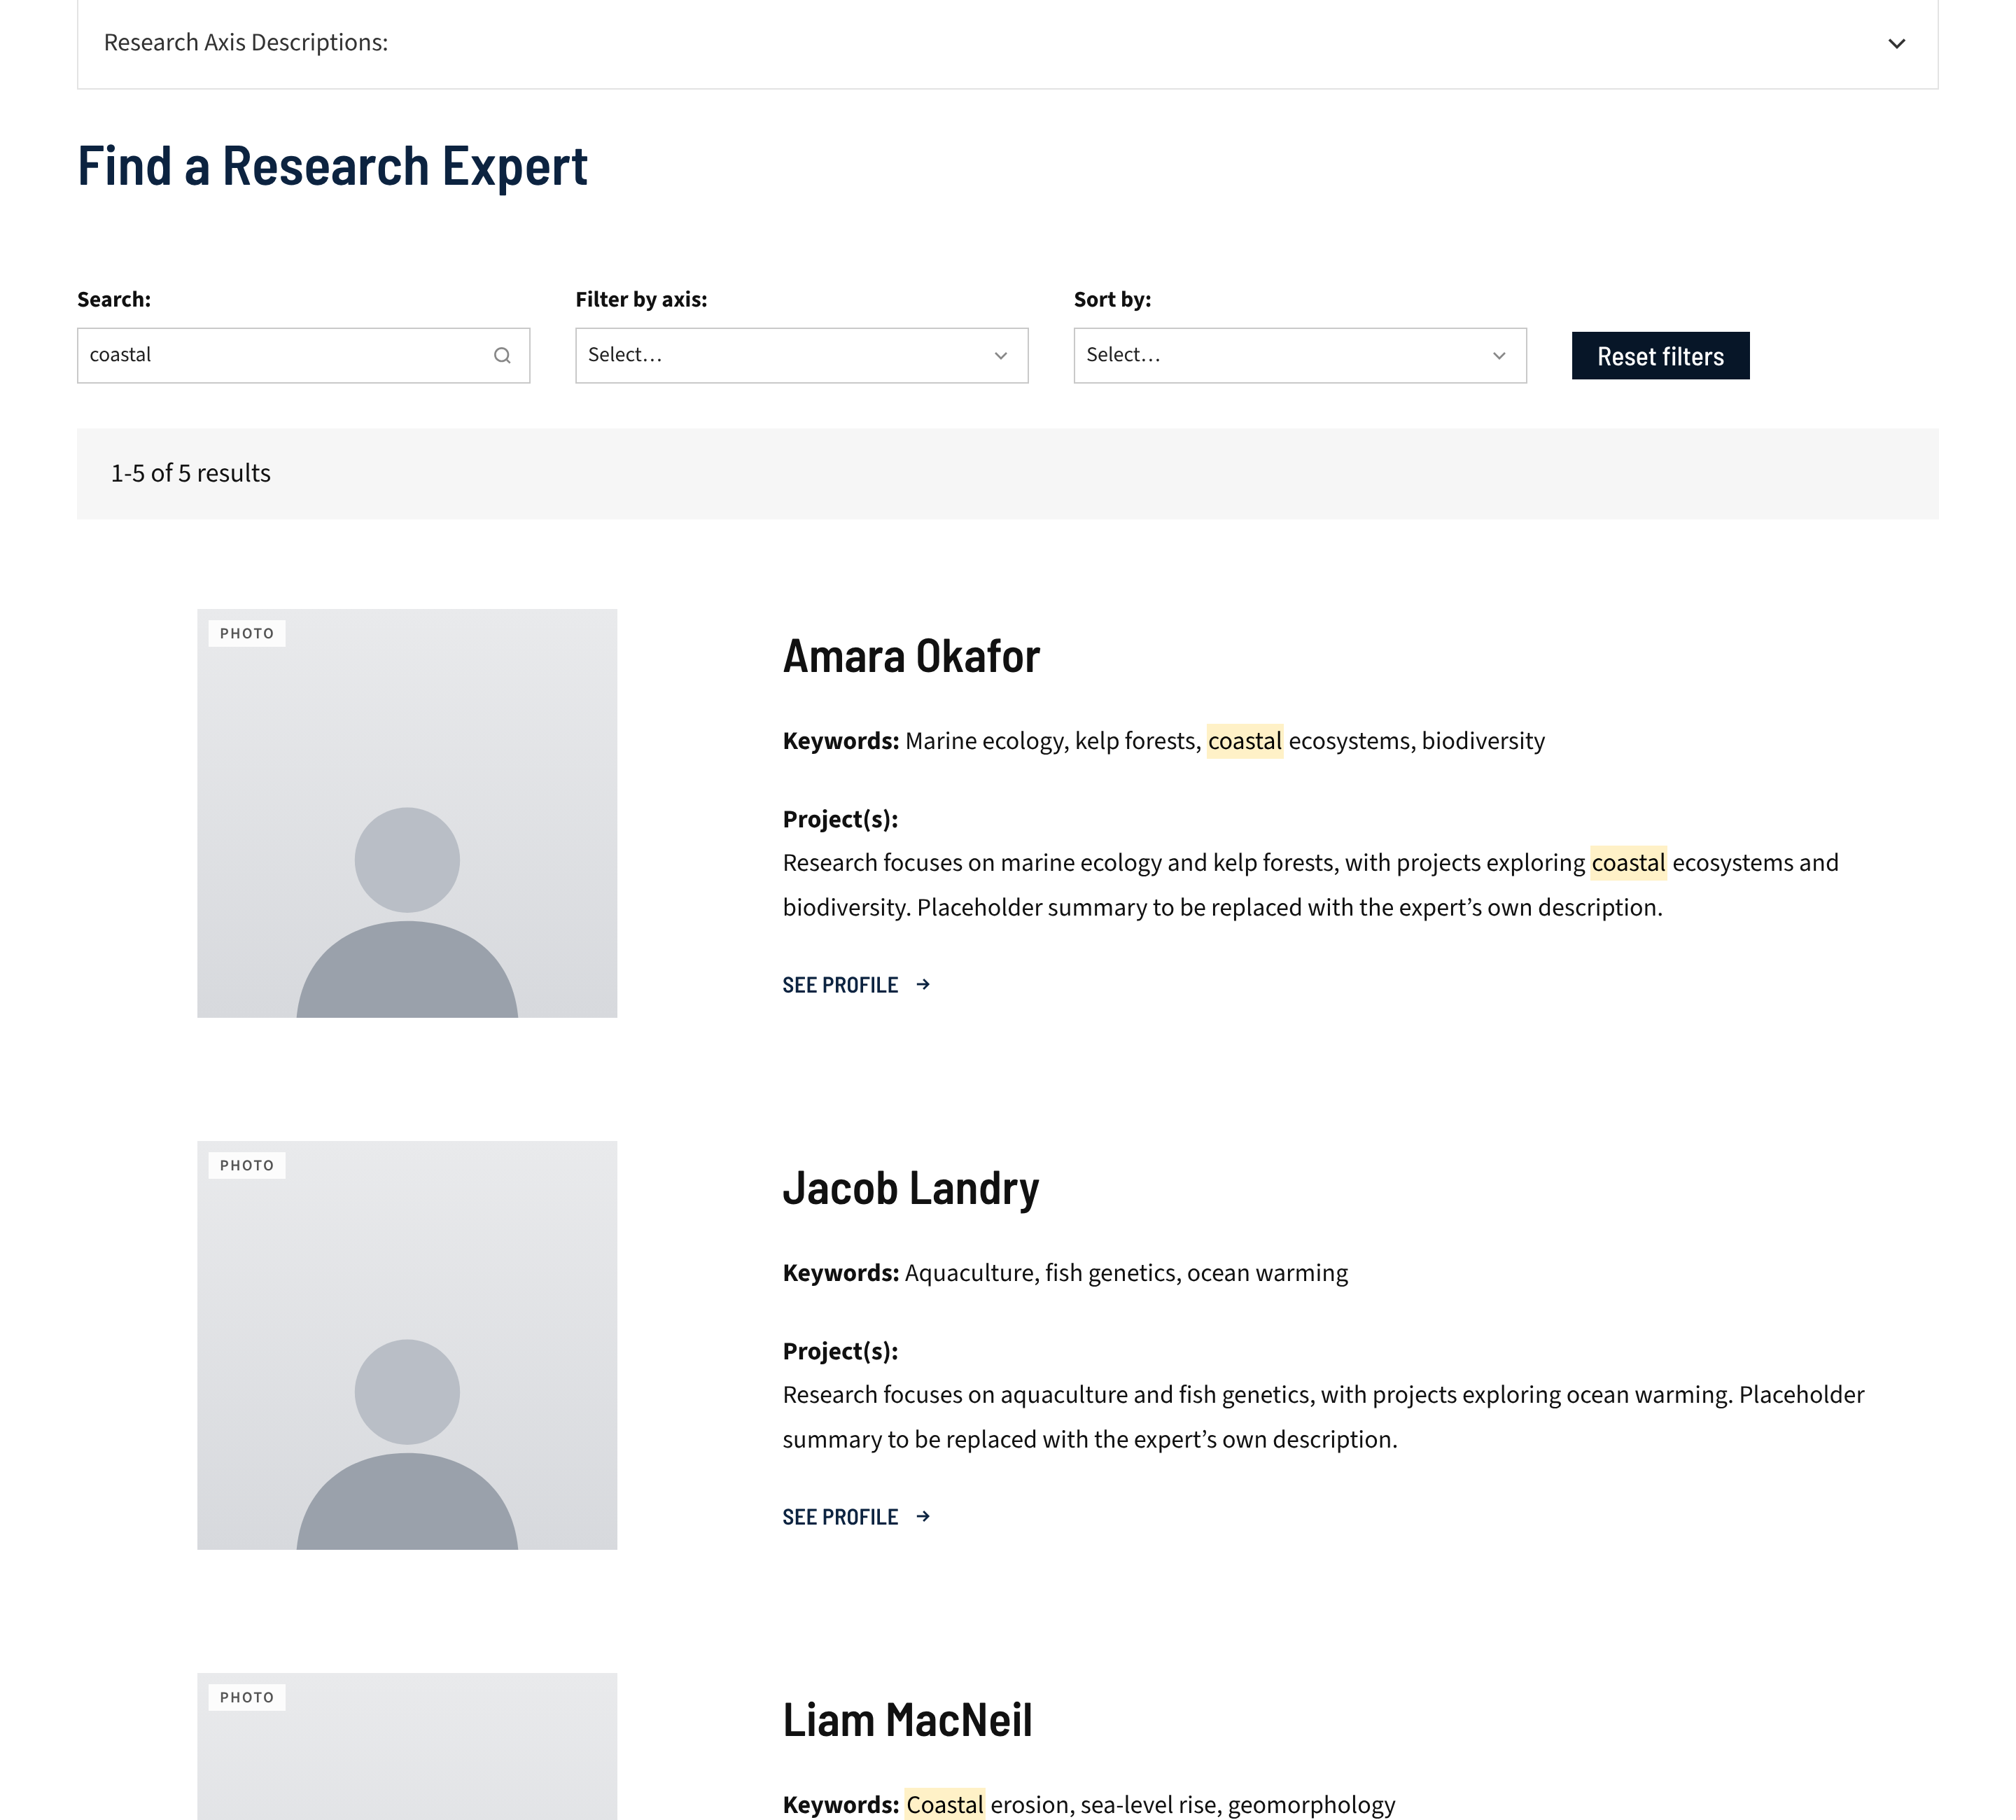 Research Axis Descriptions:
Find a Research Expert
Search:
Filter by axis:
Sort by:
coastal
Select…
Select…
Reset filters
1-5 of 5 results
PHOTO
Amara Okafor
Keywords: Marine ecology, kelp forests, coastal ecosystems, biodiversity
Project(s):
Research focuses on marine ecology and kelp forests, with projects exploring coastal ecosystems and
biodiversity. Placeholder summary to be replaced with the expert’s own description.
SEE PROFILE →
PHOTO
Jacob Landry
Keywords: Aquaculture, fish genetics, ocean warming
Project(s):
Research focuses on aquaculture and fish genetics, with projects exploring ocean warming. Placeholder
summary to be replaced with the expert’s own description.
SEE PROFILE →
PHOTO
Liam MacNeil
Keywords: Coastal erosion, sea-level rise, geomorphology